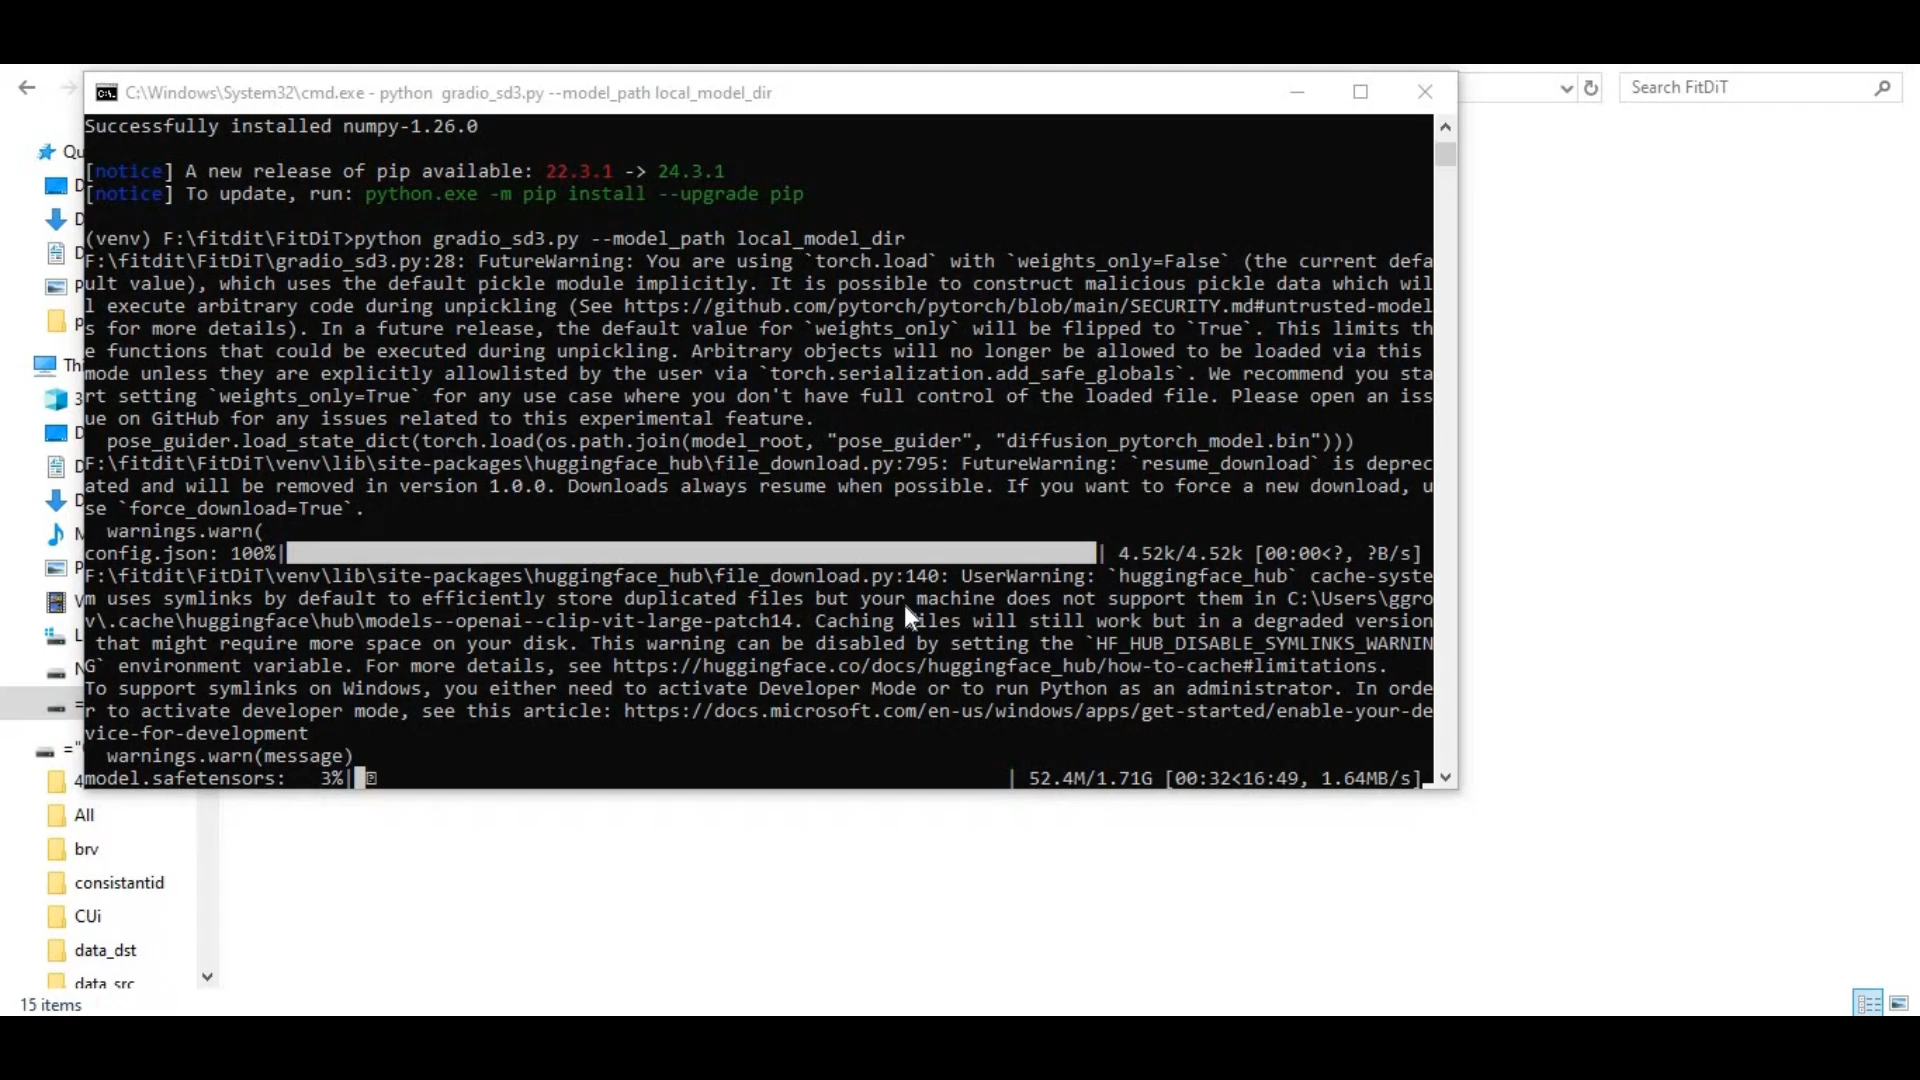 C:\Windows\System32\cmd.exe - python  gradio_sd3.py --model_path local_model_dir
Search FitDiT
Successfully installed numpy-1.26.0
[notice] A new release of pip available: 22.3.1 -> 24.3.1
[notice] To update, run: python.exe -m pip install --upgrade pip
(venv) F:\fitdit\FitDiT>python gradio_sd3.py --model_path local_model_dir
F:\fitdit\FitDiT\gradio_sd3.py:28: FutureWarning: You are using `torch.load` with `weights_only=False` (the current defa
ult value), which uses the default pickle module implicitly. It is possible to construct malicious pickle data which wil
l execute arbitrary code during unpickling (See https://github.com/pytorch/pytorch/blob/main/SECURITY.md#untrusted-model
s for more details). In a future release, the default value for `weights_only` will be flipped to `True`. This limits th
e functions that could be executed during unpickling. Arbitrary objects will no longer be allowed to be loaded via this
mode unless they are explicitly allowlisted by the user via `torch.serialization.add_safe_globals`. We recommend you sta
rt setting `weights_only=True` for any use case where you don't have full control of the loaded file. Please open an iss
ue on GitHub for any issues related to this experimental feature.
pose_guider.load_state_dict(torch.load(os.path.join(model_root, "pose_guider", "diffusion_pytorch_model.bin")))
F:\fitdit\FitDiT\venv\lib\site-packages\huggingface_hub\file_download.py:795: FutureWarning: `resume_download` is deprec
ated and will be removed in version 1.0.0. Downloads always resume when possible. If you want to force a new download, u
se `force_download=True`.
warnings.warn(
config.json: 100%| | 4.52k/4.52k [00:00<?, ?B/s]
F:\fitdit\FitDiT\venv\lib\site-packages\huggingface_hub\file_download.py:140: UserWarning: `huggingface_hub` cache-syste
m uses symlinks by default to efficiently store duplicated files but your machine does not support them in C:\Users\ggro
v\.cache\huggingface\hub\models--openai--clip-vit-large-patch14. Caching files will still work but in a degraded version
that might require more space on your disk. This warning can be disabled by setting the `HF_HUB_DISABLE_SYMLINKS_WARNIN
G` environment variable. For more details, see https://huggingface.co/docs/huggingface_hub/how-to-cache#limitations.
To support symlinks on Windows, you either need to activate Developer Mode or to run Python as an administrator. In orde
r to activate developer mode, see this article: https://docs.microsoft.com/en-us/windows/apps/get-started/enable-your-de
vice-for-development
warnings.warn(message)
model.safetensors:   3%| | 52.4M/1.71G [00:32<16:49, 1.64MB/s]
All
brv
consistantid
CUi
data_dst
data_src
15 items